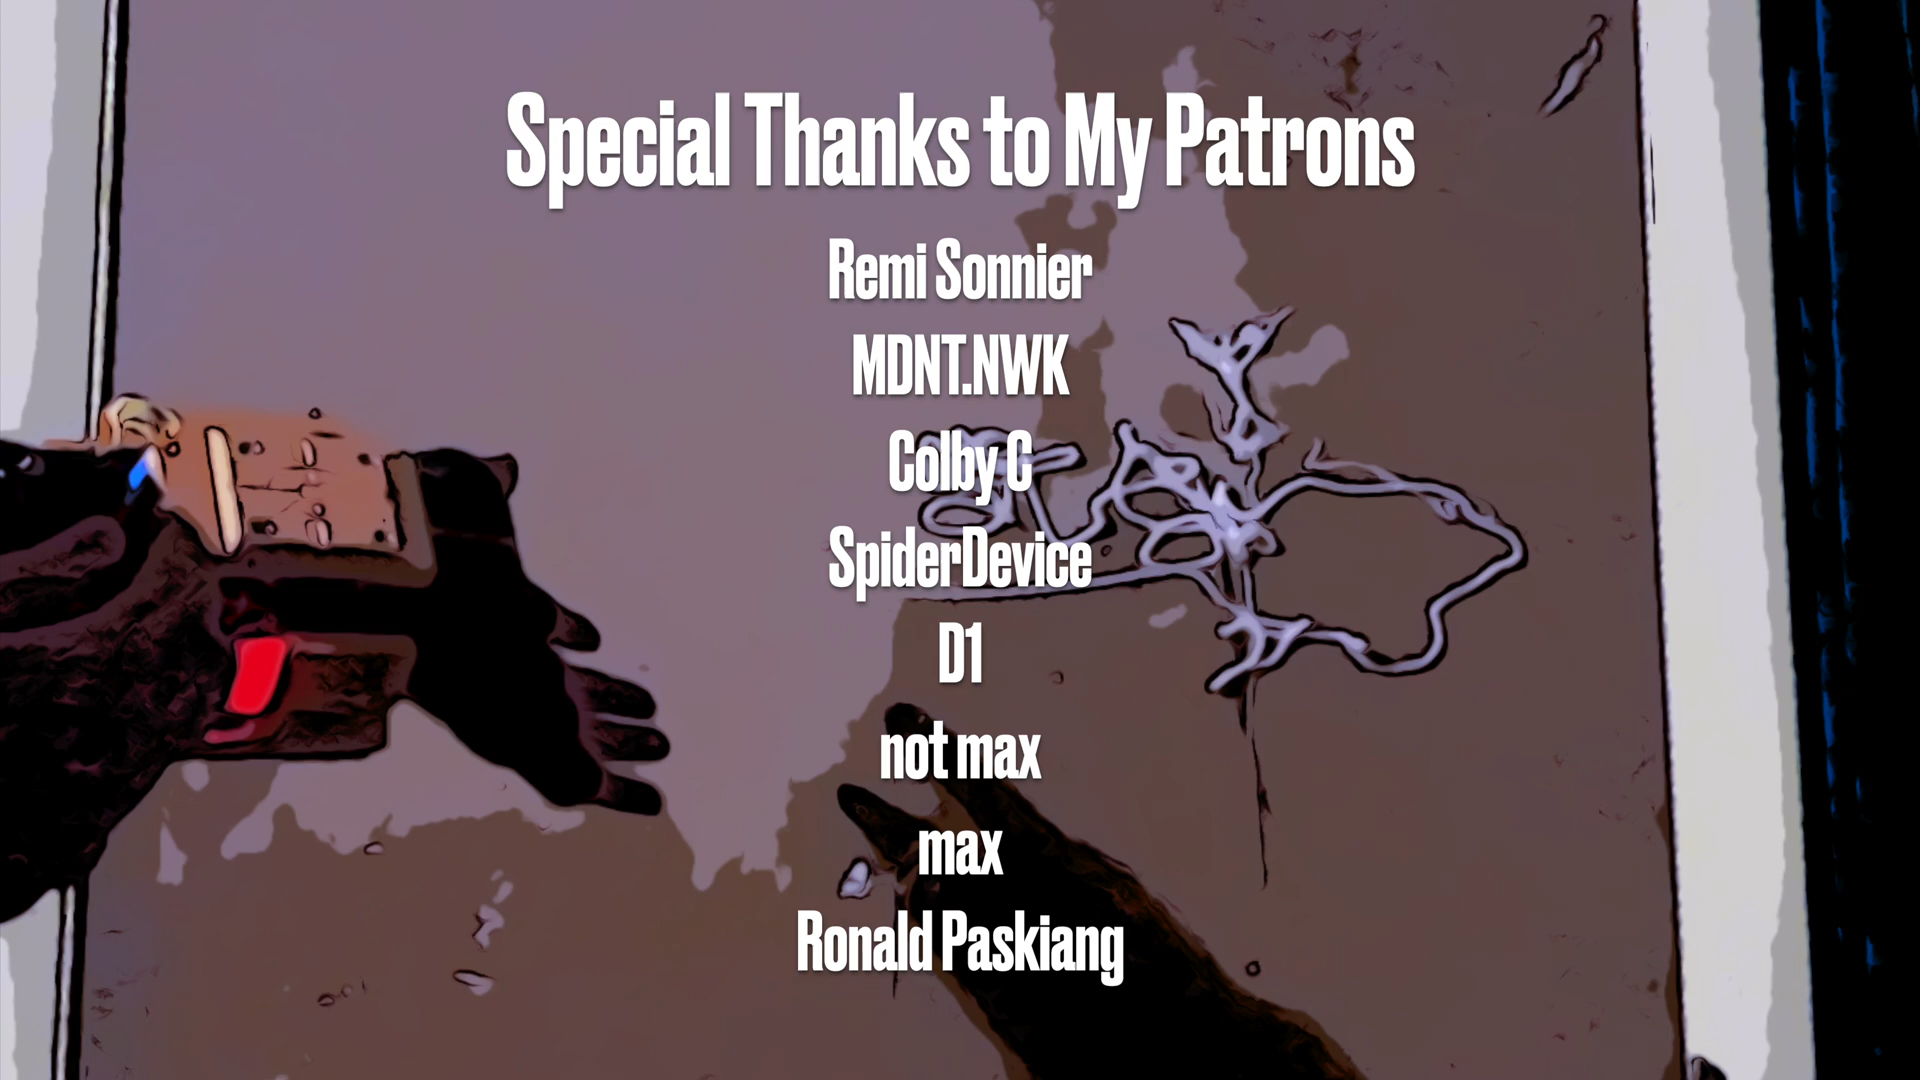 Special Thanks to My Patrons
Remi Sonnier
MDNT.NWK
Colby C
SpiderDevice
D1
not max
max
Ronald Paskiang